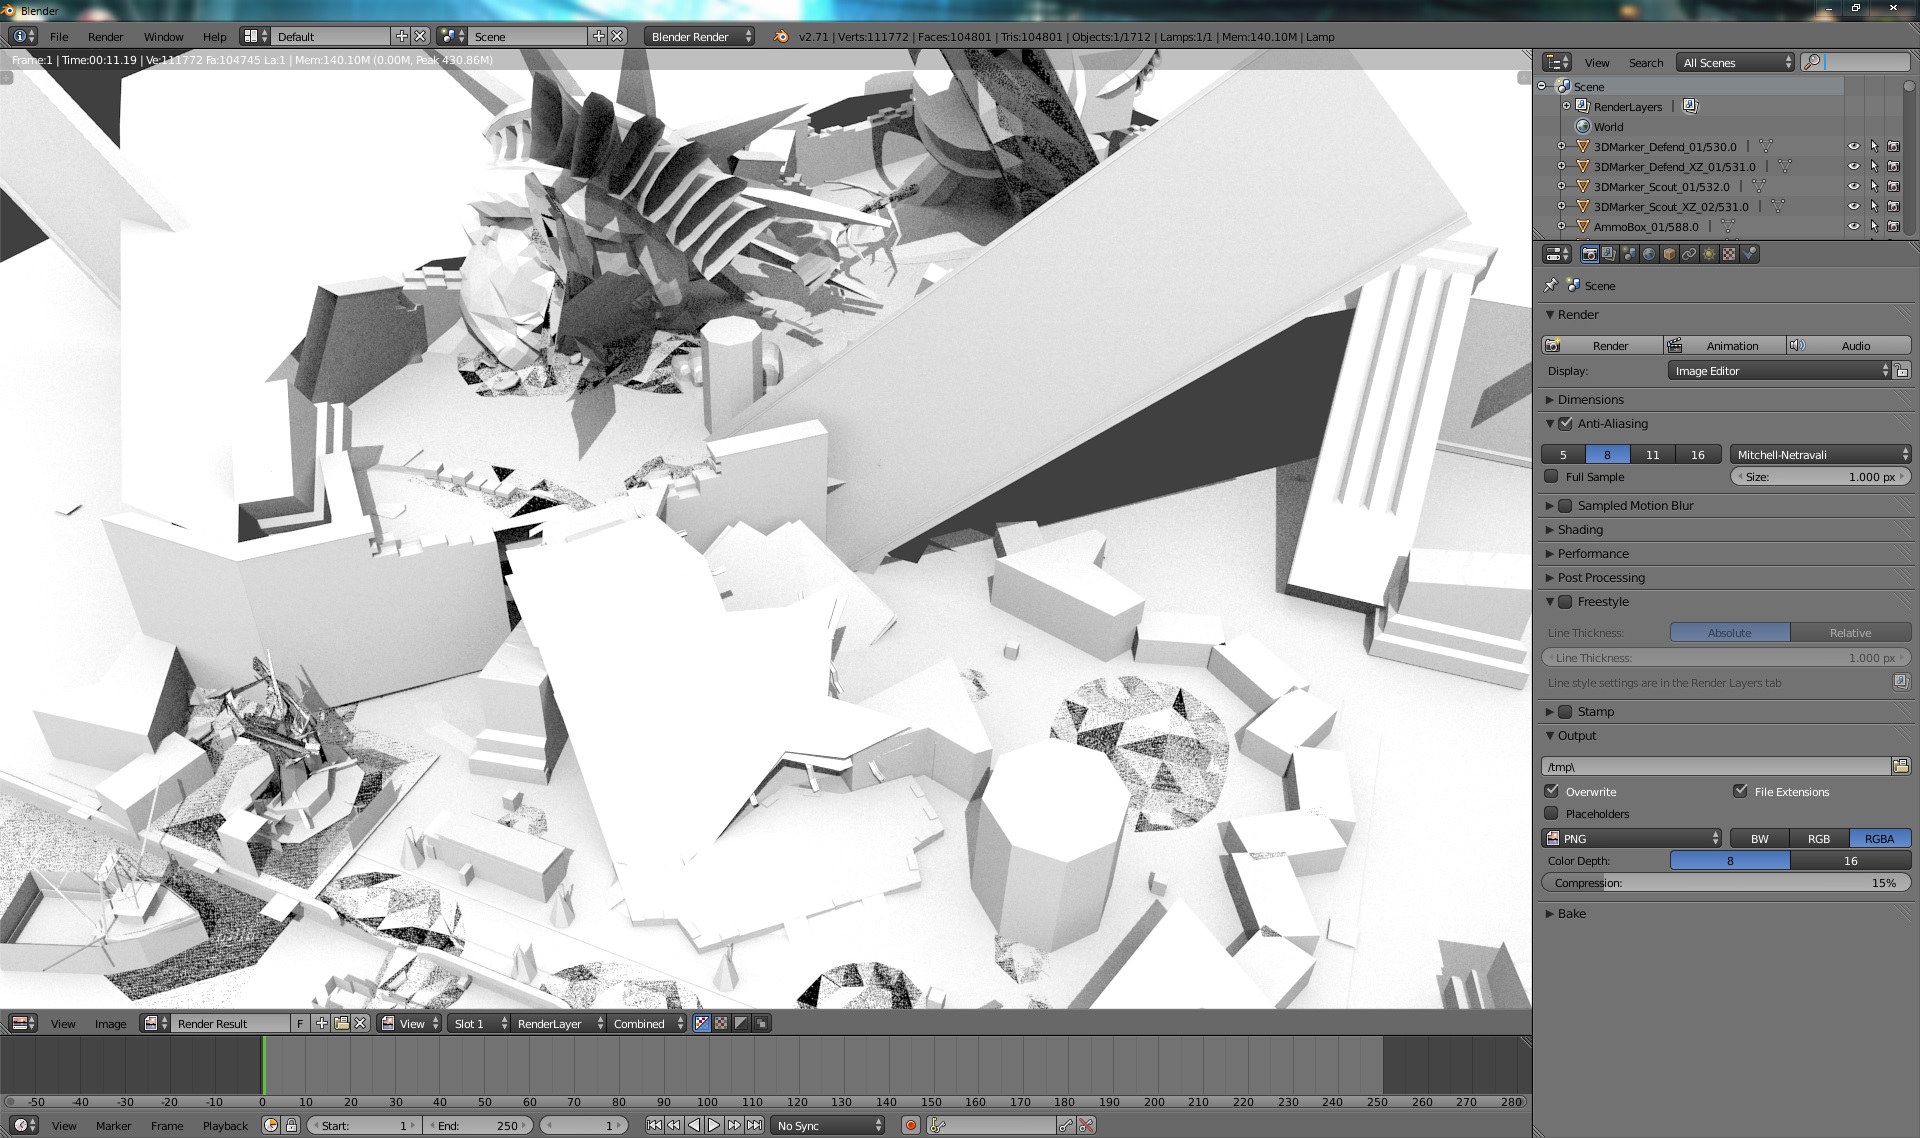 Blender
File Render Window Help Default Scene Blender Render v2.71 | Verts:111772 | Faces:104801 | Tris:104801 | Objects:1/1712 | Lamps:1/1 | Mem:140.10M | Lamp
Frame:1 | Time:00:11.19 | Ve:111772 Fa:104745 La:1 | Mem:140.10M (0.00M, Peak 430.86M)
View Search All Scenes
Scene
RenderLayers |
World
3DMarker_Defend_01/530.0 |
3DMarker_Defend_XZ_01/531.0 |
3DMarker_Scout_01/532.0 |
3DMarker_Scout_XZ_02/531.0 |
AmmoBox_01/588.0 |
Scene
Render
Render Animation Audio
Display: Image Editor
Dimensions
Anti-Aliasing
5 8 11 16 Mitchell-Netravali
Full Sample Size: 1.000 px
Sampled Motion Blur
Shading
Performance
Post Processing
Freestyle
Line Thickness: Absolute Relative
Line Thickness: 1.000 px
Line style settings are in the Render Layers tab
Stamp
Output
/tmp\
Overwrite File Extensions
Placeholders
PNG BW RGB RGBA
Color Depth: 8 16
Compression: 15%
Bake
View Image Render Result F View Slot 1 RenderLayer Combined
-50 -40 -30 -20 -10 0 10 20 30 40 50 60 70 80 90 100 110 120 130 140 150 160 170 180 190 200 210 220 230 240 250 260 270 280
View Marker Frame Playback Start: 1 End: 250 1 No Sync